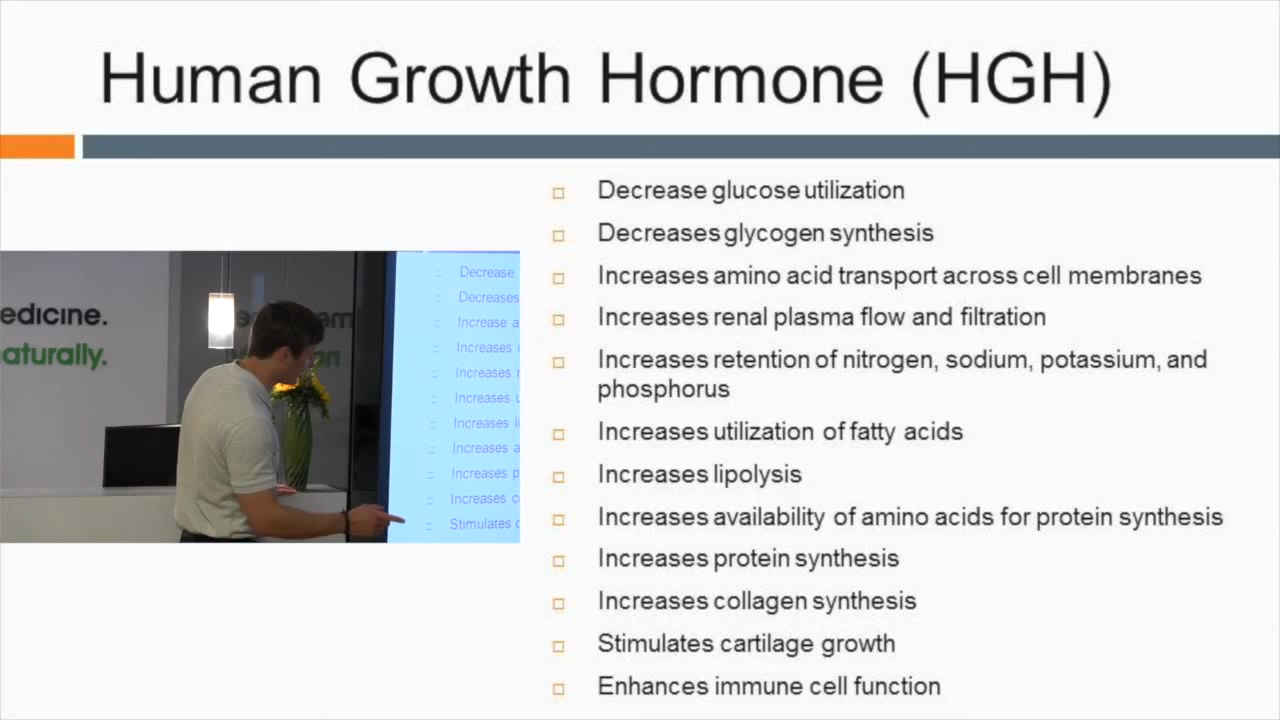 Human Growth Hormone (HGH)
Decrease glucose utilization
Decreases glycogen synthesis
Increases amino acid transport across cell membranes
Increases renal plasma flow and filtration
Increases retention of nitrogen, sodium, potassium, and
phosphorus
Increases utilization of fatty acids
Increases lipolysis
Increases availability of amino acids for protein synthesis
Increases protein synthesis
Increases collagen synthesis
Stimulates cartilage growth
Enhances immune cell function
edicine.
aturally.
Decrease
Decreases
Increase a
Increases
Increases
Increases
Increases li
Increases a
Increases p
Increases c
Stimulates c